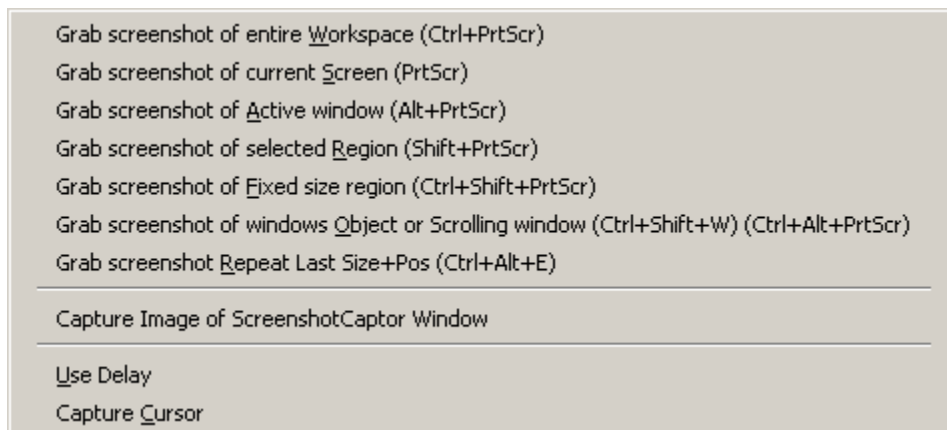 Grab screenshot of entire Workspace (Ctrl+PrtScr)
Grab screenshot of current Screen (PrtScr)
Grab screenshot of Active window (Alt+PrtScr)
Grab screenshot of selected Region (Shift+PrtScr)
Grab screenshot of Fixed size region (Ctrl+Shift+PrtScr)
Grab screenshot of windows Object or Scrolling window (Ctrl+Shift+W) (Ctrl+Alt+PrtScr)
Grab screenshot Repeat Last Size+Pos (Ctrl+Alt+E)
Capture Image of ScreenshotCaptor Window
Use Delay
Capture Cursor